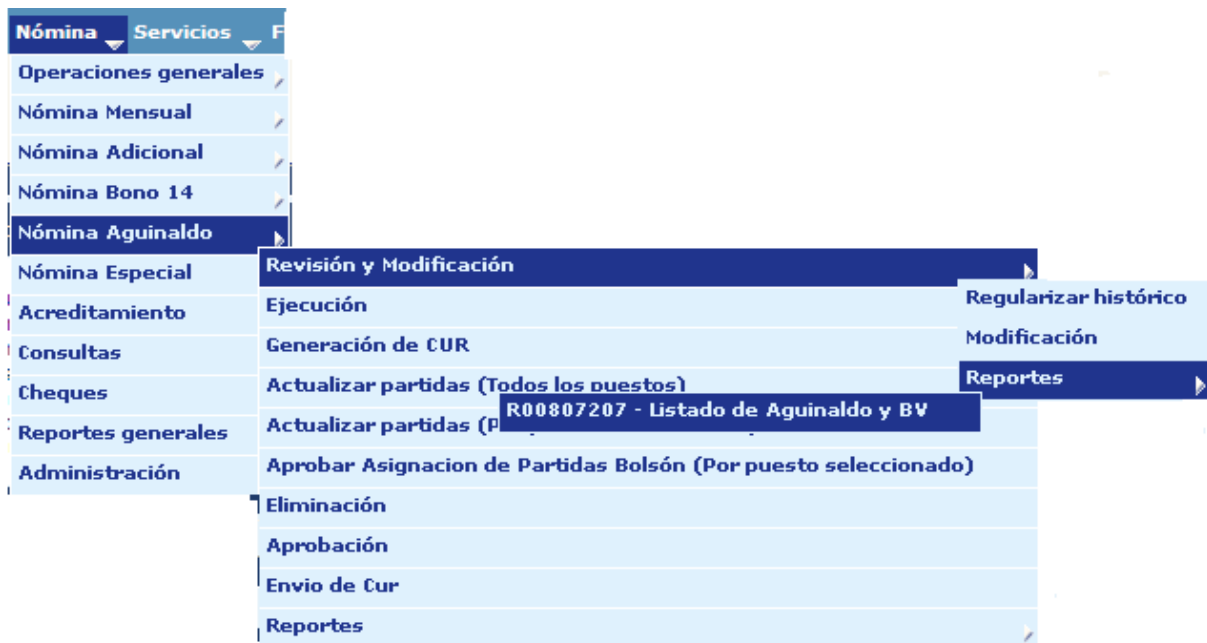 Nómina Servicios F
Operaciones generales
Nómina Mensual
Nómina Adicional
Nómina Bono 14
Nómina Aguinaldo
Nómina Especial
Acreditamiento
Consultas
Cheques
Reportes generales
Administración
Revisión y Modificación
Ejecución
Generación de CUR
Actualizar partidas (Todos los puestos)
Actualizar partidas (P
Aprobar Asignacion de Partidas Bolsón (Por puesto seleccionado)
Eliminación
Aprobación
Envio de Cur
Reportes
Regularizar histórico
Modificación
Reportes
R00807207 - Listado de Aguinaldo y BV